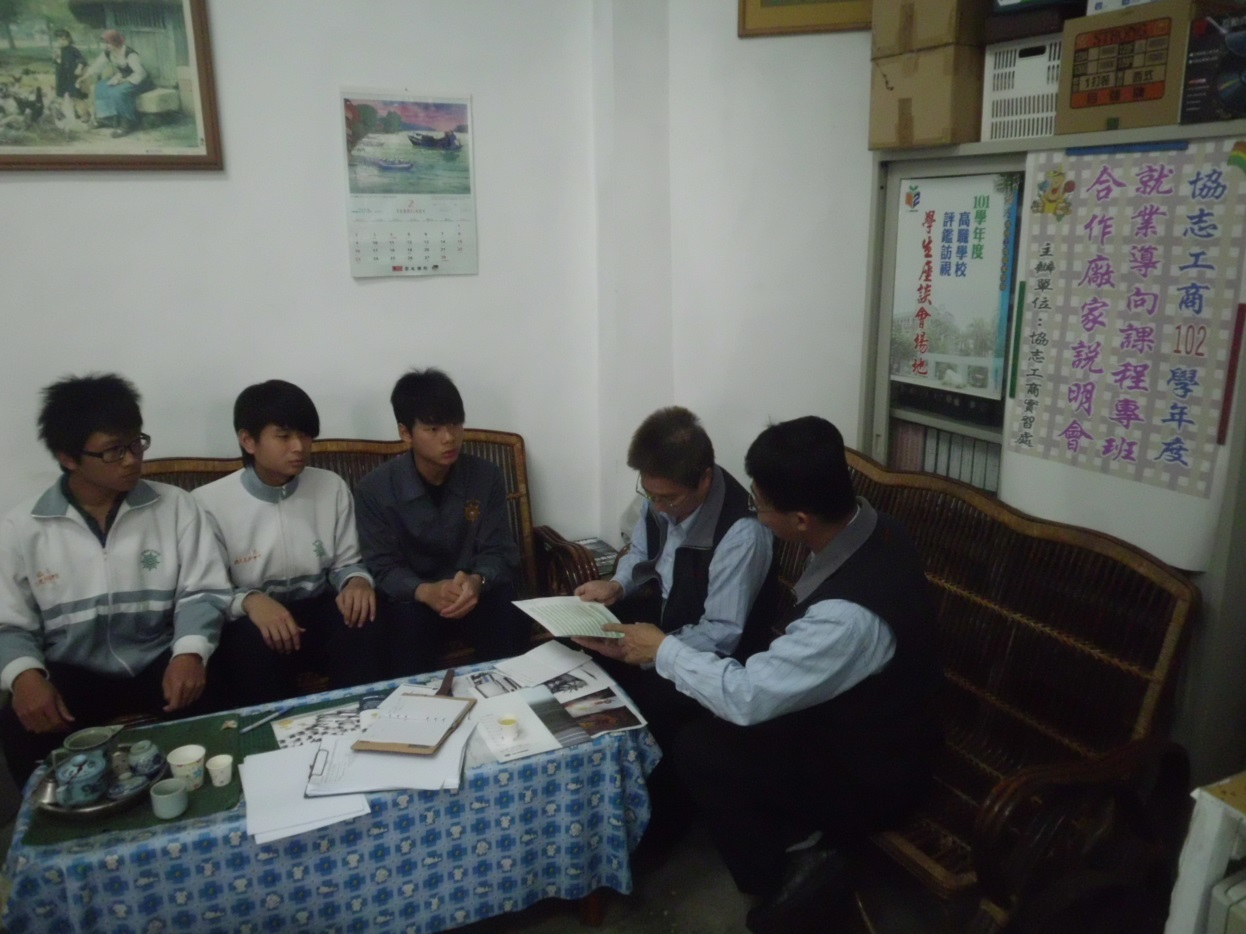 FEBRUARY
STRONG
101學年度
高職學校
評鑑訪視
學生座談會場地
協志工商102學年度
就業導向課程專班
合作廠家說明會
主辦單位：協志工商實習處